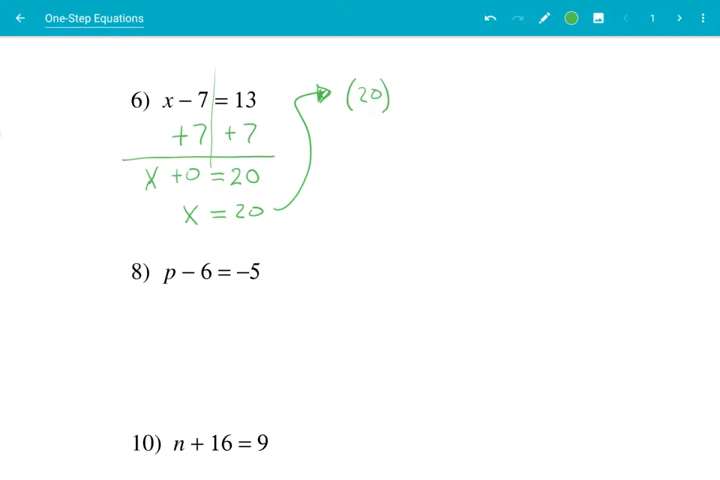 One-Step Equations
1
6) x − 7 = 13 (20)
+7 +7
x +0 = 20
x = 20
8) p − 6 = −5
10) n + 16 = 9